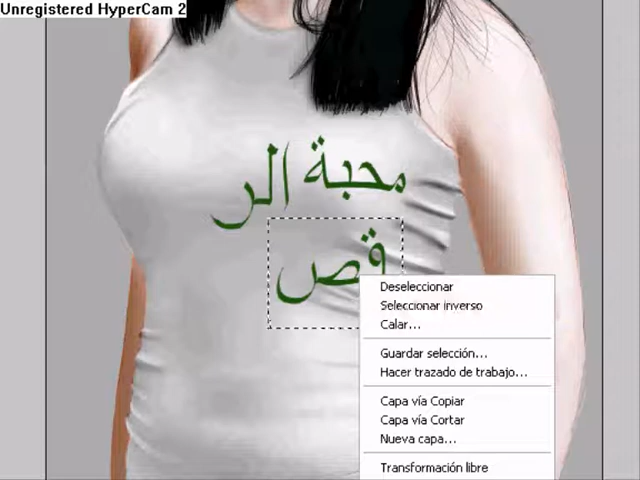 Unregistered HyperCam 2
محبة الر
قص
Deseleccionar
Seleccionar inverso
Calar...
Guardar selección...
Hacer trazado de trabajo...
Capa vía Copiar
Capa vía Cortar
Nueva capa...
Transformación libre